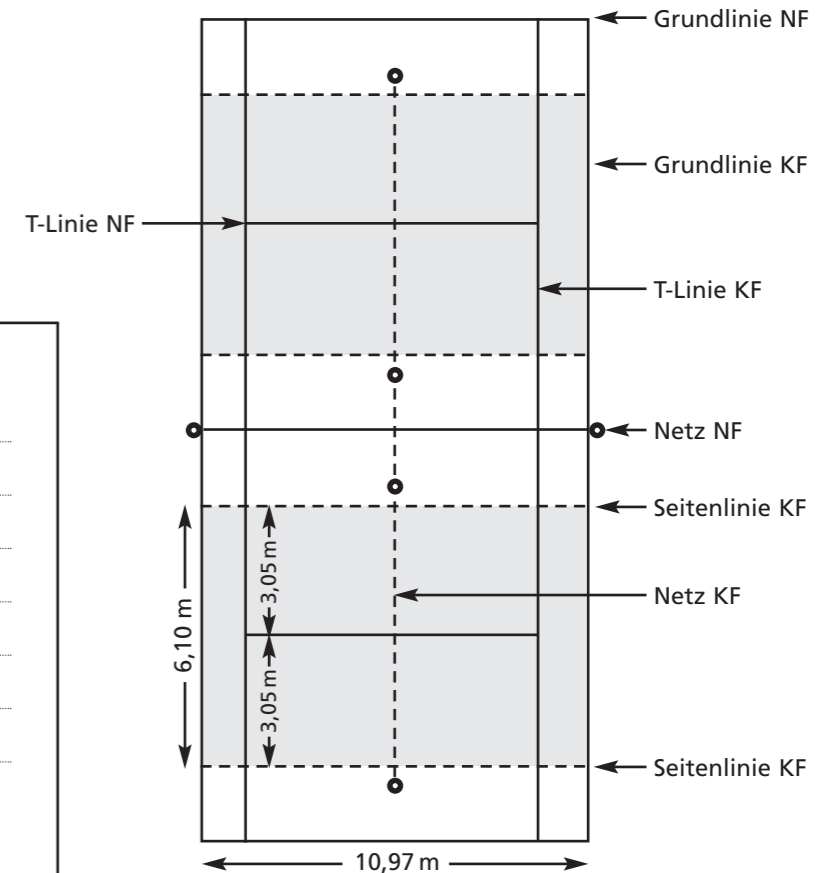 Grundlinie NF
Grundlinie KF
T-Linie NF
T-Linie KF
Netz NF
Seitenlinie KF
3,05 m
Netz KF
6,10 m
3,05 m
Seitenlinie KF
10,97 m